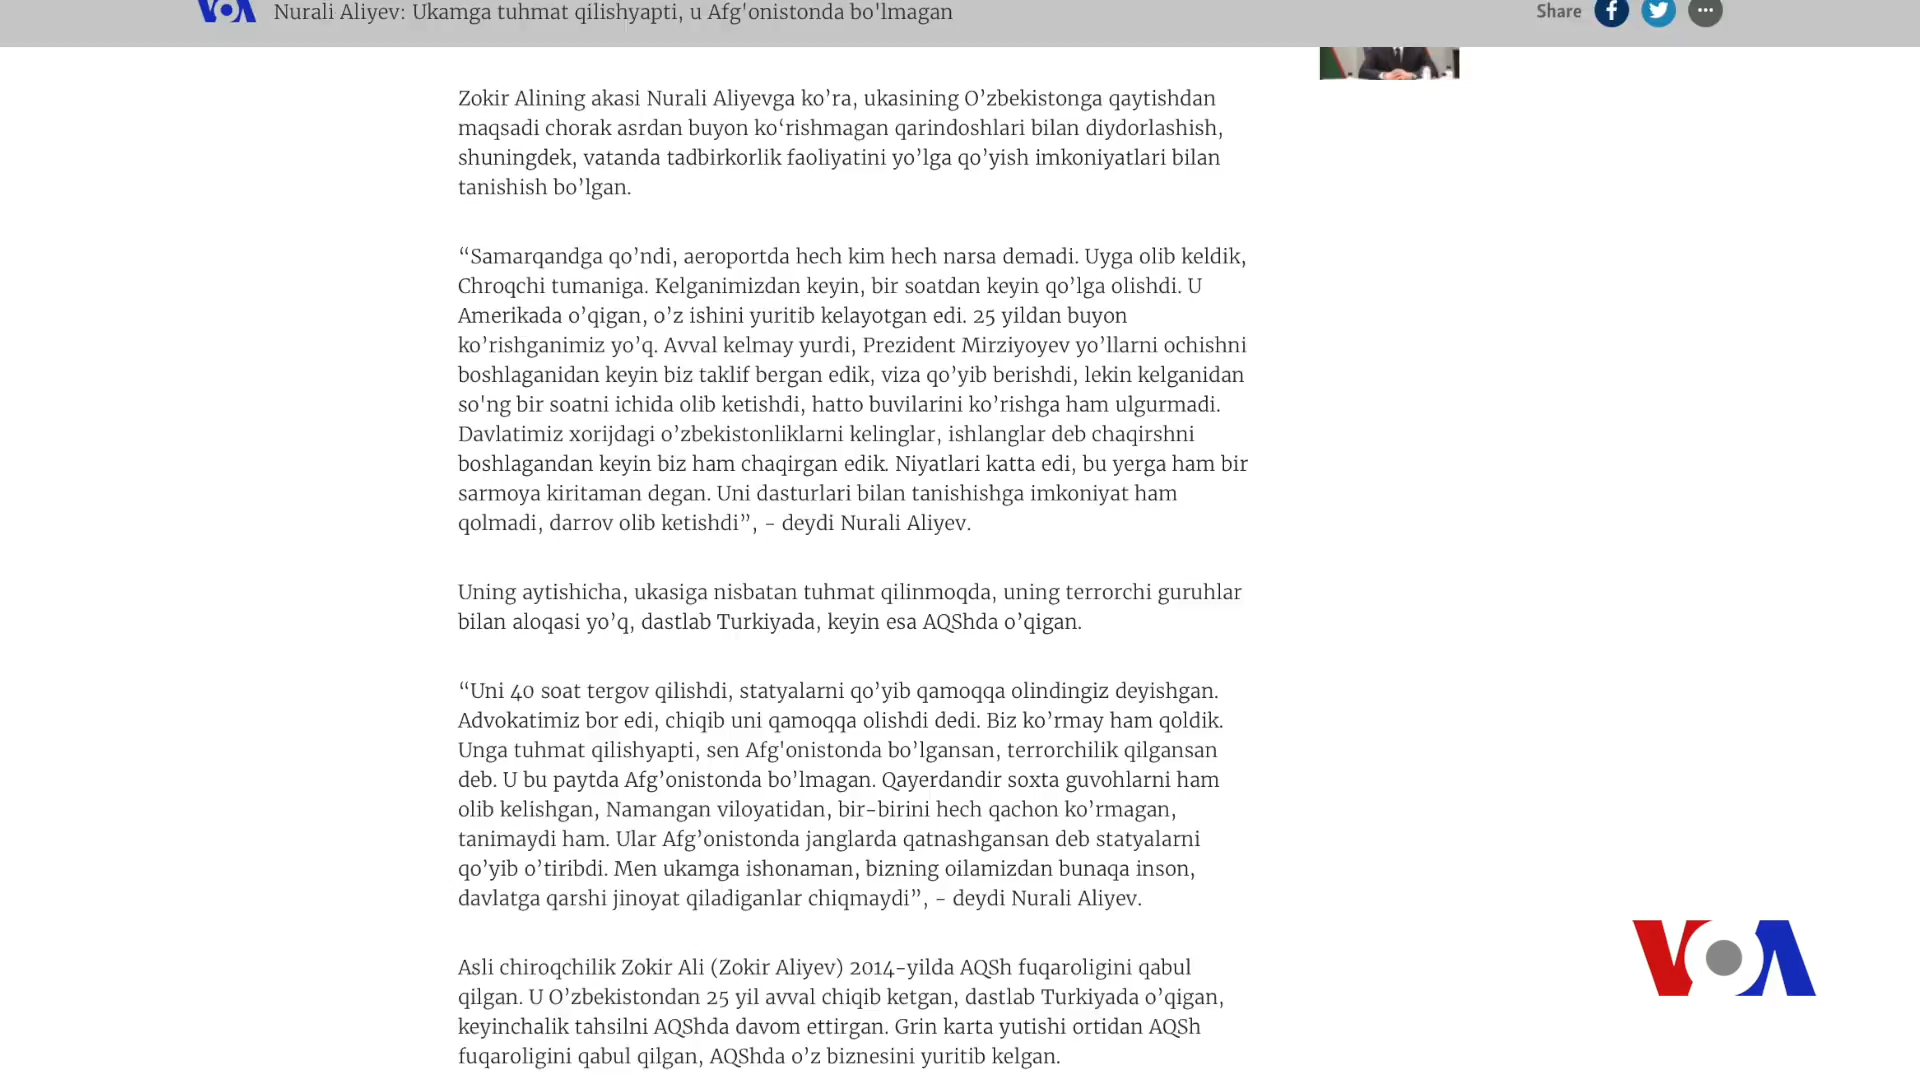 VOA
Nurali Aliyev: Ukamga tuhmat qilishyapti, u Afg'onistonda bo'lmagan
Share
Zokir Alining akasi Nurali Aliyevga ko’ra, ukasining O’zbekistonga qaytishdan
maqsadi chorak asrdan buyon ko‘rishmagan qarindoshlari bilan diydorlashish,
shuningdek, vatanda tadbirkorlik faoliyatini yo’lga qo’yish imkoniyatlari bilan
tanishish bo’lgan.
“Samarqandga qo’ndi, aeroportda hech kim hech narsa demadi. Uyga olib keldik,
Chroqchi tumaniga. Kelganimizdan keyin, bir soatdan keyin qo’lga olishdi. U
Amerikada o’qigan, o’z ishini yuritib kelayotgan edi. 25 yildan buyon
ko’rishganimiz yo’q. Avval kelmay yurdi, Prezident Mirziyoyev yo’llarni ochishni
boshlaganidan keyin biz taklif bergan edik, viza qo’yib berishdi, lekin kelganidan
so'ng bir soatni ichida olib ketishdi, hatto buvilarini ko’rishga ham ulgurmadi.
Davlatimiz xorijdagi o’zbekistonliklarni kelinglar, ishlanglar deb chaqirshni
boshlagandan keyin biz ham chaqirgan edik. Niyatlari katta edi, bu yerga ham bir
sarmoya kiritaman degan. Uni dasturlari bilan tanishishga imkoniyat ham
qolmadi, darrov olib ketishdi”, - deydi Nurali Aliyev.
Uning aytishicha, ukasiga nisbatan tuhmat qilinmoqda, uning terrorchi guruhlar
bilan aloqasi yo’q, dastlab Turkiyada, keyin esa AQShda o’qigan.
“Uni 40 soat tergov qilishdi, statyalarni qo’yib qamoqqa olindingiz deyishgan.
Advokatimiz bor edi, chiqib uni qamoqqa olishdi dedi. Biz ko’rmay ham qoldik.
Unga tuhmat qilishyapti, sen Afg'onistonda bo’lgansan, terrorchilik qilgansan
deb. U bu paytda Afg’onistonda bo’lmagan. Qayerdandir soxta guvohlarni ham
olib kelishgan, Namangan viloyatidan, bir-birini hech qachon ko’rmagan,
tanimaydi ham. Ular Afg’onistonda janglarda qatnashgansan deb statyalarni
qo’yib o’tiribdi. Men ukamga ishonaman, bizning oilamizdan bunaqa inson,
davlatga qarshi jinoyat qiladiganlar chiqmaydi”, - deydi Nurali Aliyev.
Asli chiroqchilik Zokir Ali (Zokir Aliyev) 2014-yilda AQSh fuqaroligini qabul
qilgan. U O’zbekistondan 25 yil avval chiqib ketgan, dastlab Turkiyada o’qigan,
keyinchalik tahsilni AQShda davom ettirgan. Grin karta yutishi ortidan AQSh
fuqaroligini qabul qilgan, AQShda o’z biznesini yuritib kelgan.
VOA